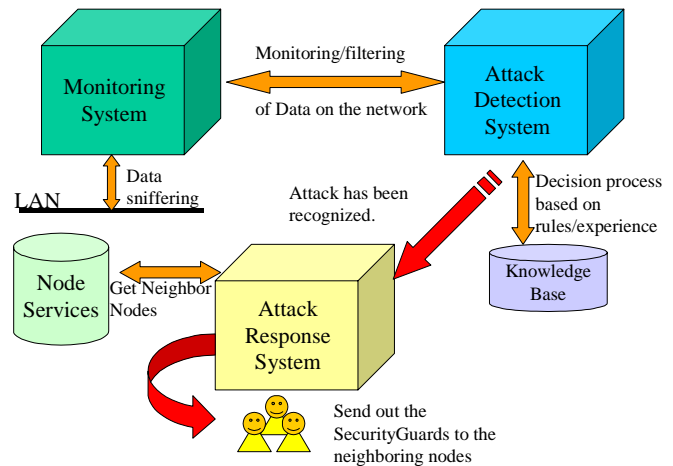 Monitoring
System
Monitoring/filtering
of Data on the network
Attack
Detection
System
Data
sniffering
LAN
Attack has been
recognized.
Decision process
based on
rules/experience
Node
Services
Get Neighbor
Nodes
Attack
Response
System
Knowledge
Base
Send out the
SecurityGuards to the
neighboring nodes